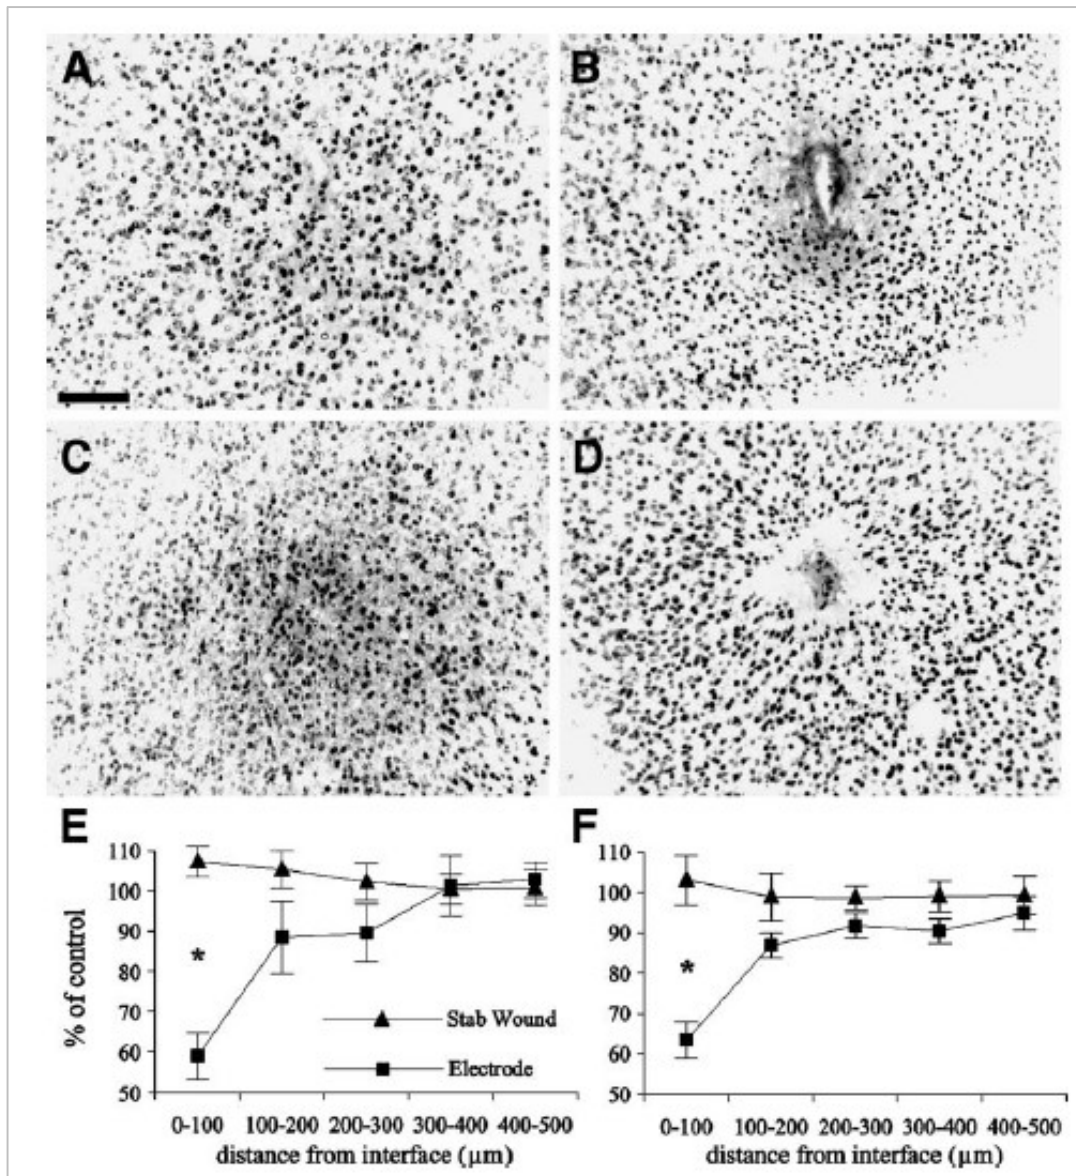 A
B
C
D
E
F
110
100
90
80
70
60
50
% of control
*
Stab Wound
Electrode
0-100 100-200 200-300 300-400 400-500
distance from interface (µm)
110
100
90
80
70
60
50
*
0-100 100-200 200-300 300-400 400-500
distance from interface (µm)